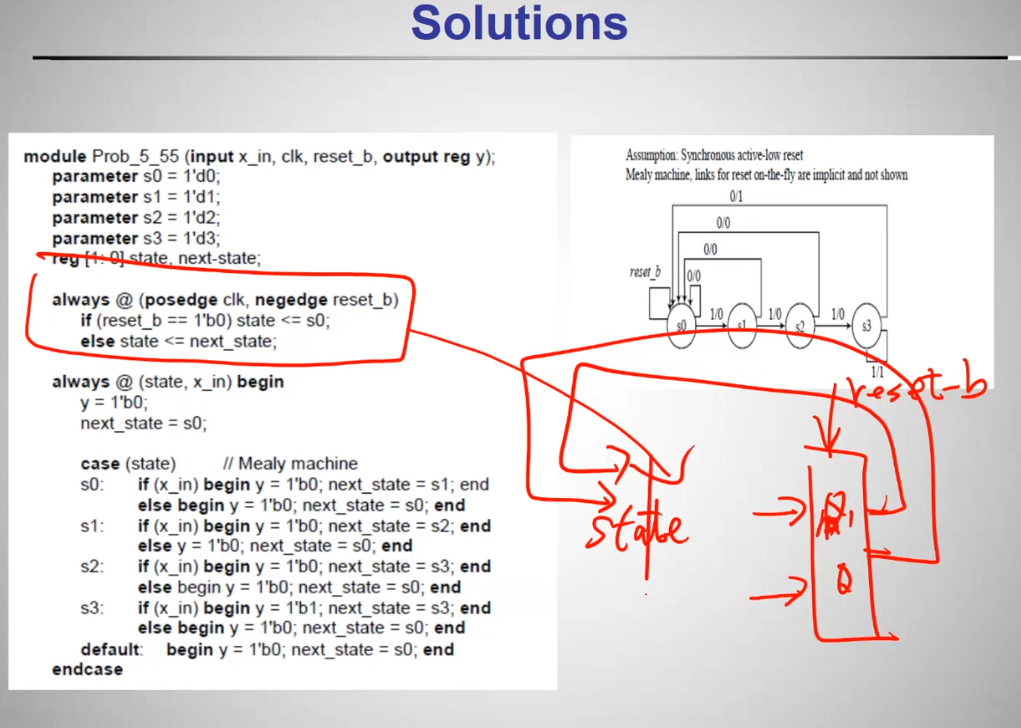 Solutions
module Prob_5_55 (input x_in, clk, reset_b, output reg y);
parameter s0 = 1'd0;
parameter s1 = 1'd1;
parameter s2 = 1'd2;
parameter s3 = 1'd3;
reg [1: 0] state, next-state;
always @ (posedge clk, negedge reset_b)
if (reset_b == 1'b0) state <= s0;
else state <= next_state;
always @ (state, x_in) begin
y = 1'b0;
next_state = s0;
case (state) // Mealy machine
s0: if (x_in) begin y = 1'b0; next_state = s1; end
else begin y = 1'b0; next_state = s0; end
s1: if (x_in) begin y = 1'b0; next_state = s2; end
else y = 1'b0; next_state = s0; end
s2: if (x_in) begin y = 1'b0; next_state = s3; end
else begin y = 1'b0; next_state = s0; end
s3: if (x_in) begin y = 1'b1; next_state = s3; end
else begin y = 1'b0; next_state = s0; end
default: begin y = 1'b0; next_state = s0; end
endcase
Assumption: Synchronous active-low reset
Mealy machine, links for reset on-the-fly are implicit and not shown
0/1
0/0
0/0
reset_b 0/0
s0 1/0 s1 1/0 s2 1/0 s3
1/1
reset-b
state
Q